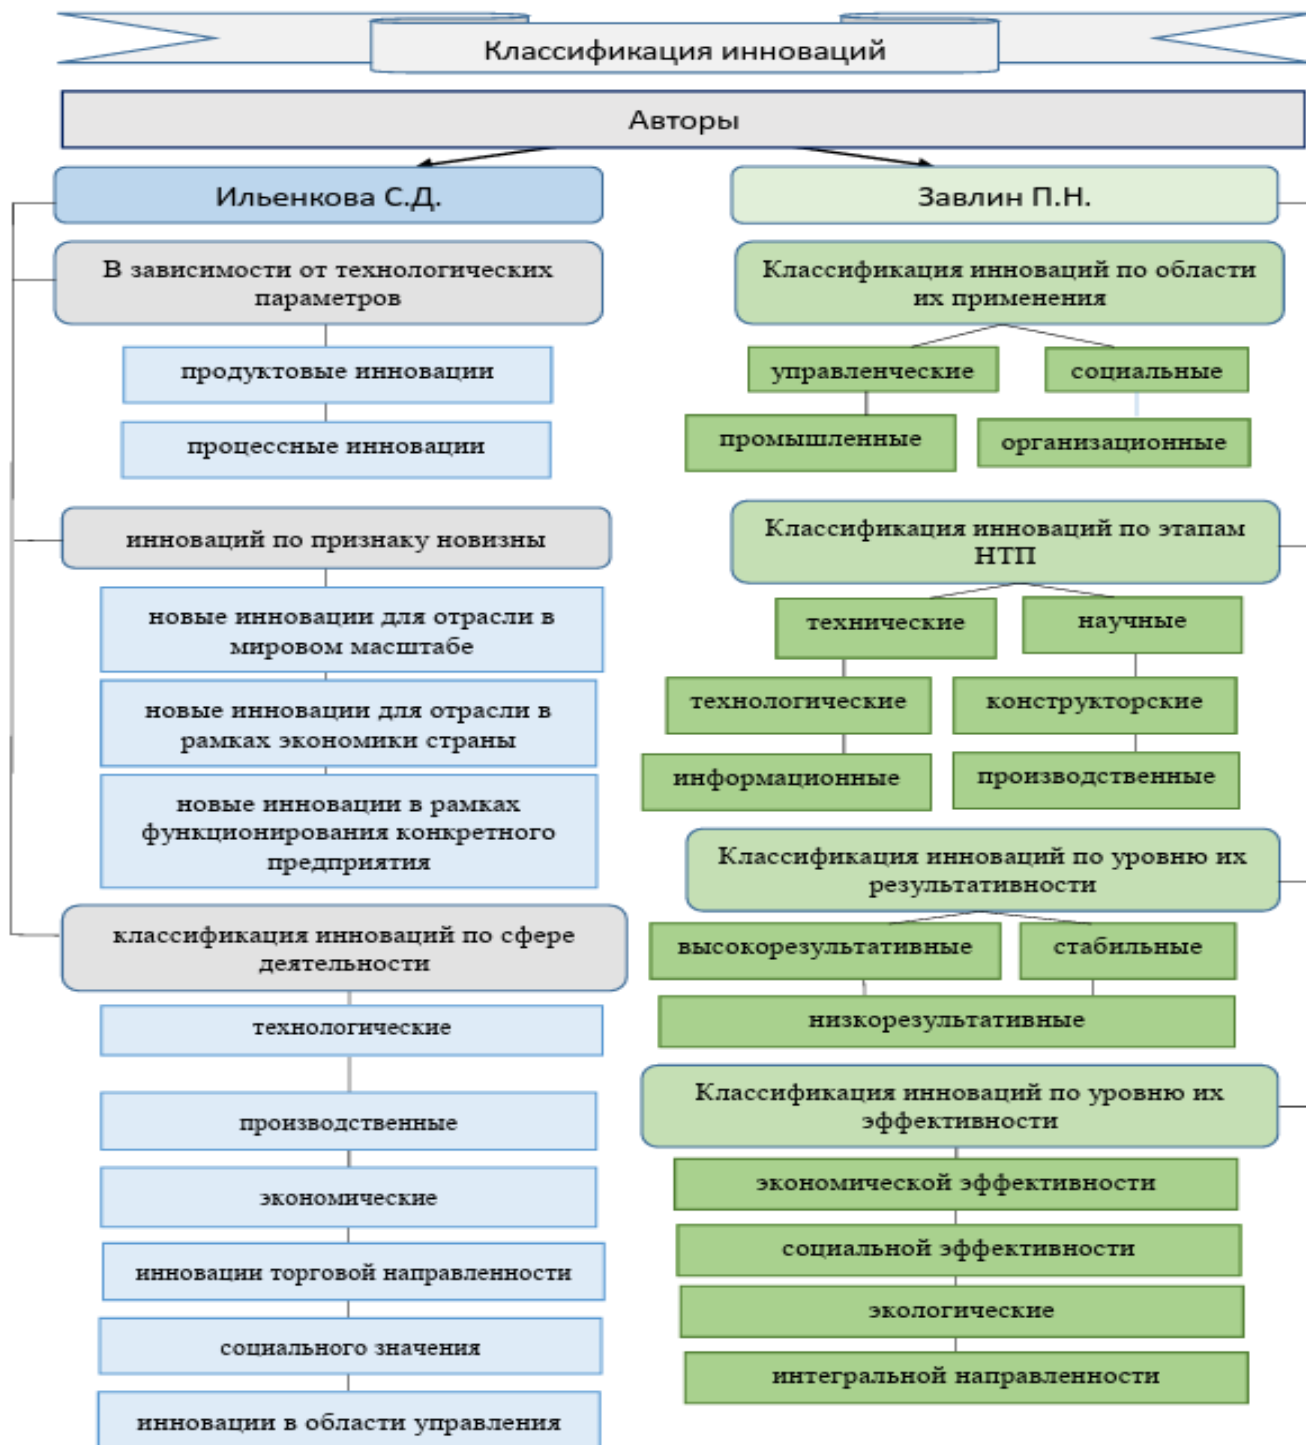 Классификация инноваций
Авторы
Ильенкова С.Д.
В зависимости от технологических
параметров
продуктовые инновации
процессные инновации
инноваций по признаку новизны
новые инновации для отрасли в
мировом масштабе
новые инновации для отрасли в
рамках экономики страны
новые инновации в рамках
функционирования конкретного
предприятия
классификация инноваций по сфере
деятельности
технологические
производственные
экономические
инновации торговой направленности
социального значения
инновации в области управления
Завлин П.Н.
Классификация инноваций по области
их применения
управленческие
социальные
промышленные
организационные
Классификация инноваций по этапам
НТП
технические
научные
технологические
конструкторские
информационные
производственные
Классификация инноваций по уровню их
результативности
высокорезультативные
стабильные
низкорезультативные
Классификация инноваций по уровню их
эффективности
экономической эффективности
социальной эффективности
экологические
интегральной направленности